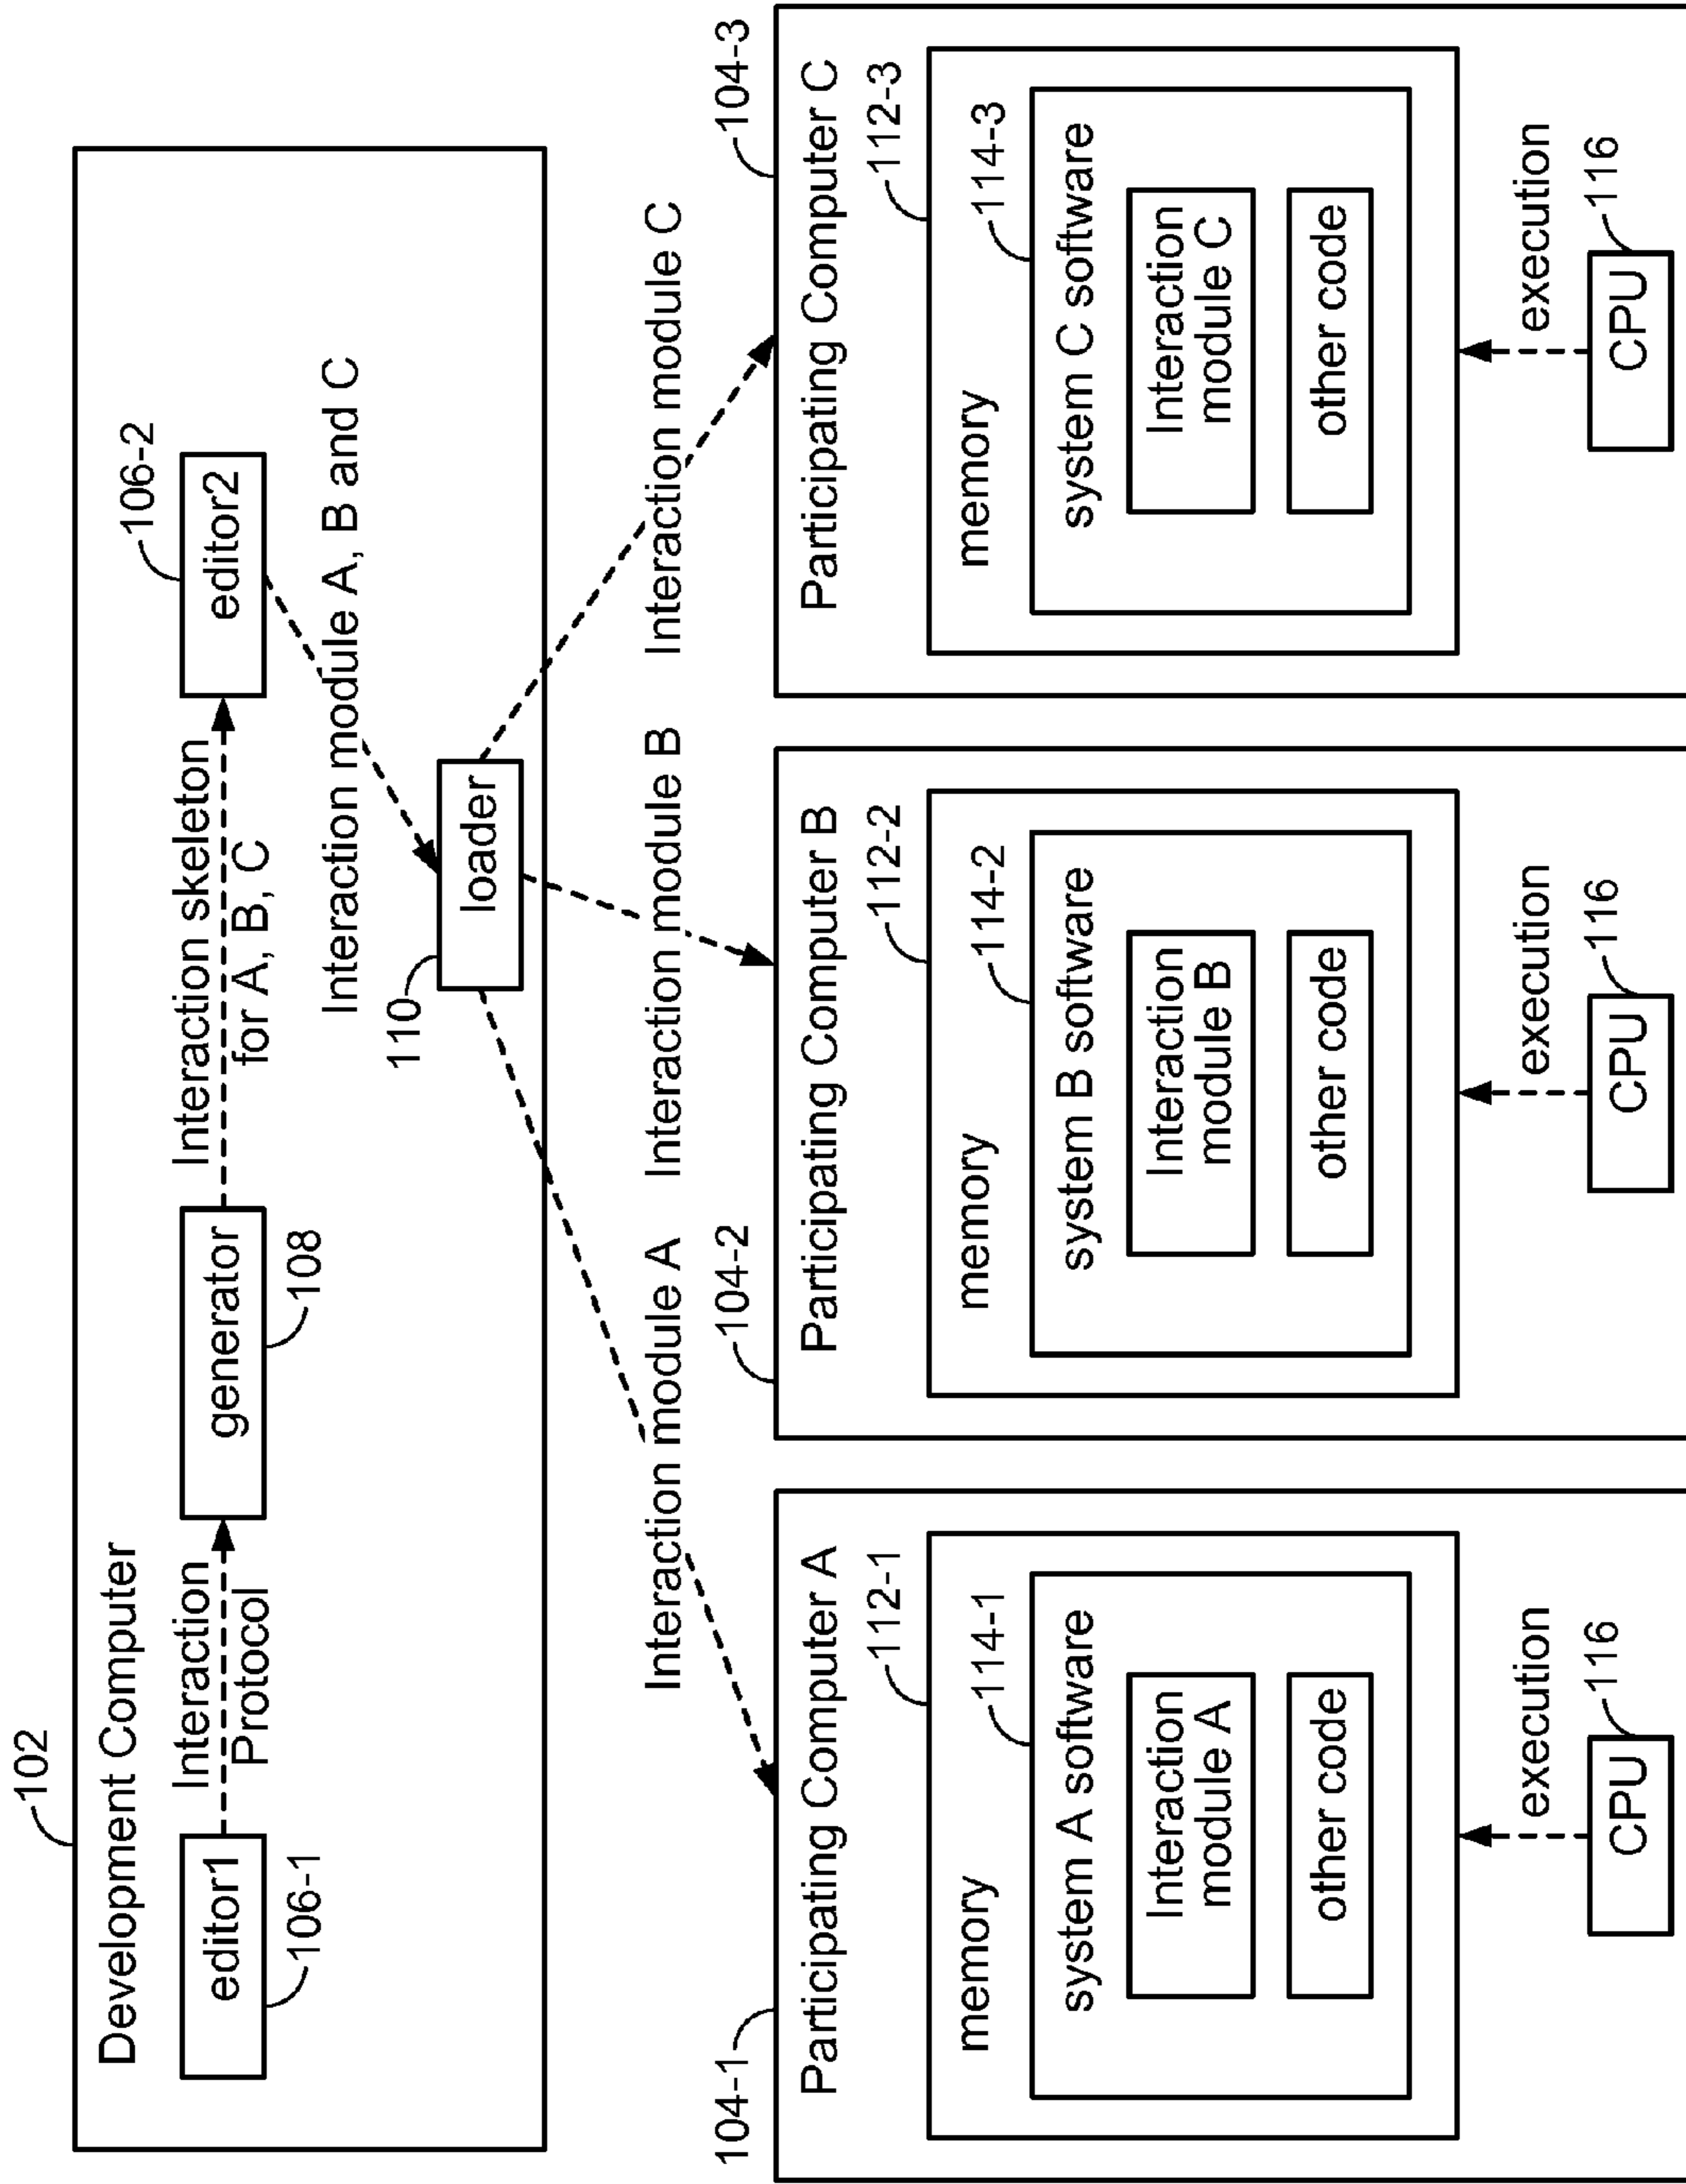 102
Development Computer
editor1
106-1
Interaction
Protocol
generator
108
Interaction skeleton
for A, B, C
editor2
106-2
Interaction module A, B and C
110
loader
Interaction module A
Interaction module B
Interaction module C
104-1
Participating Computer A
112-1
memory
114-1
system A software
Interaction
module A
other code
execution
CPU
116
104-2
Participating Computer B
112-2
memory
114-2
system B software
Interaction
module B
other code
execution
CPU
116
104-3
Participating Computer C
112-3
memory
114-3
system C software
Interaction
module C
other code
execution
CPU
116